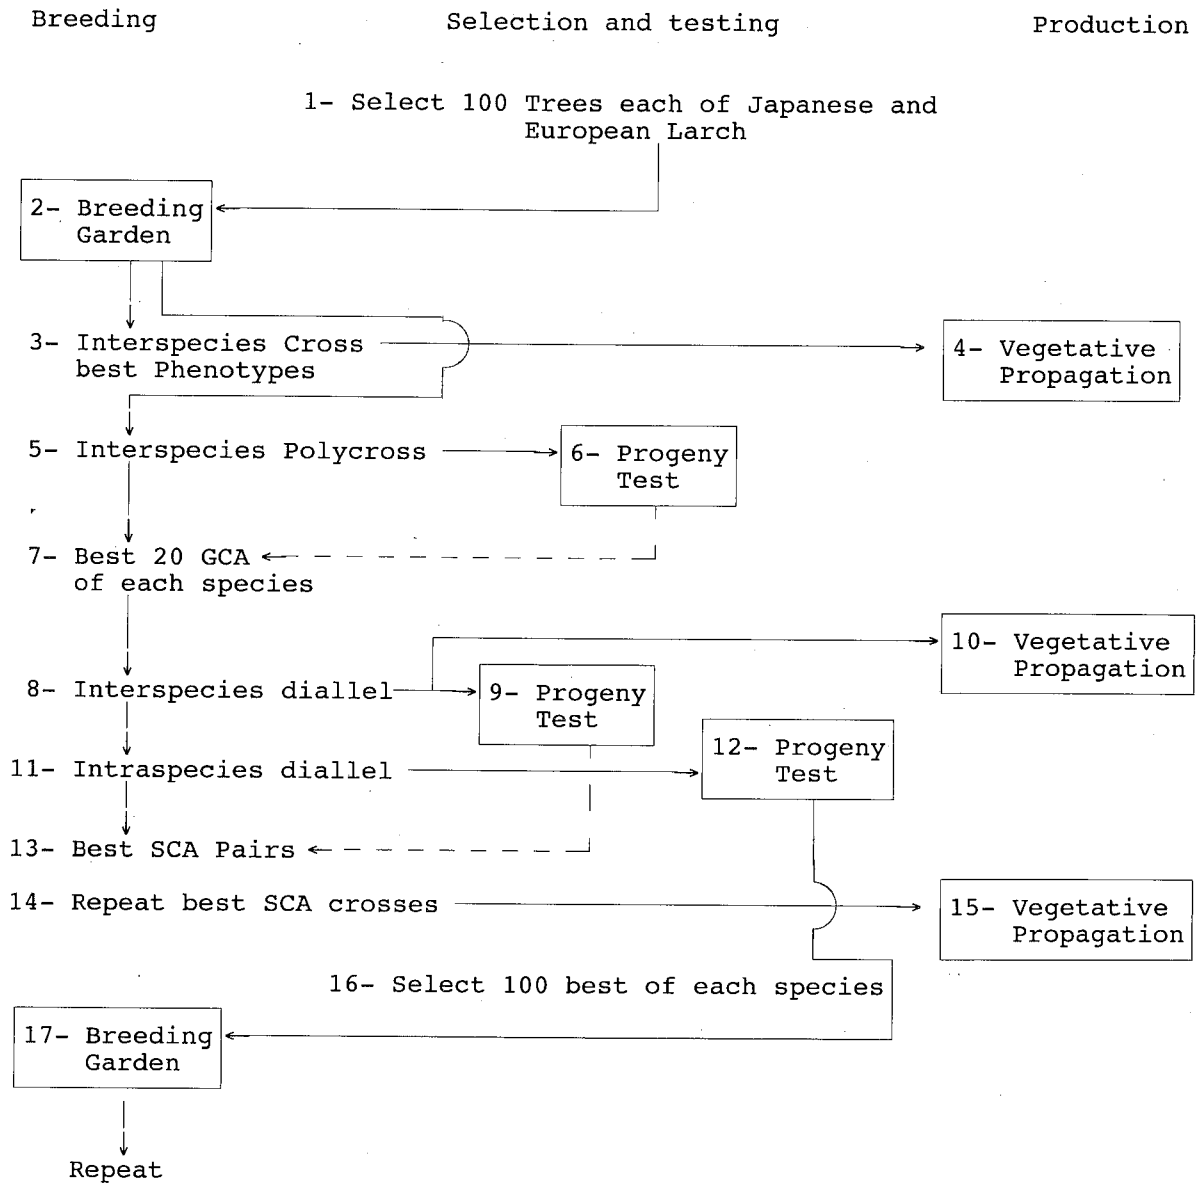 Breeding
Selection and testing
Production
1- Select 100 Trees each of Japanese and
European Larch
2- Breeding
Garden
3- Interspecies Cross
best Phenotypes
4- Vegetative
Propagation
5- Interspecies Polycross
6- Progeny
Test
7- Best 20 GCA
of each species
8- Interspecies diallel
9- Progeny
Test
10- Vegetative
Propagation
11- Intraspecies diallel
12- Progeny
Test
13- Best SCA Pairs
14- Repeat best SCA crosses
15- Vegetative
Propagation
16- Select 100 best of each species
17- Breeding
Garden
Repeat